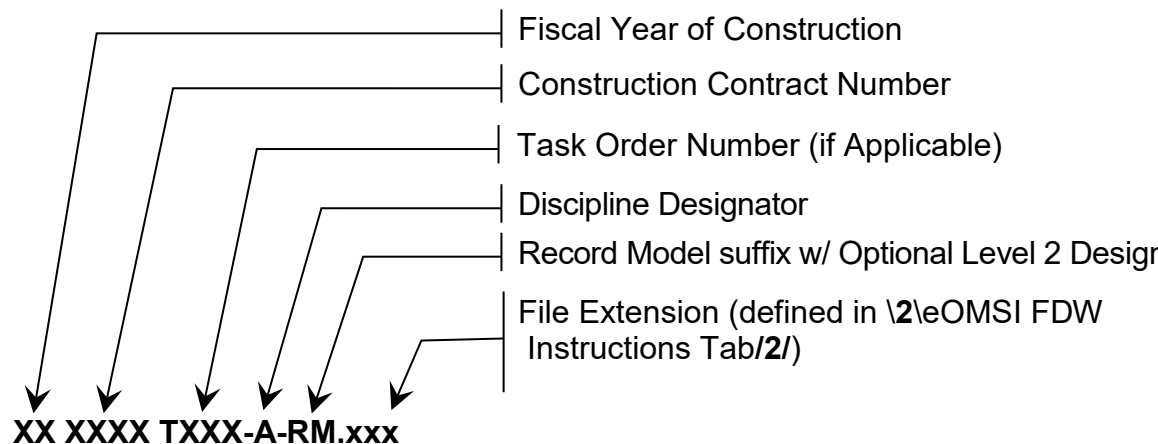 Fiscal Year of Construction
Construction Contract Number
Task Order Number (if Applicable)
Discipline Designator
Record Model suffix w/ Optional Level 2 Desigr
File Extension (defined in \2\eOMSI FDW
Instructions Tab/2/)
XX XXXX TXXX-A-RM.xxx